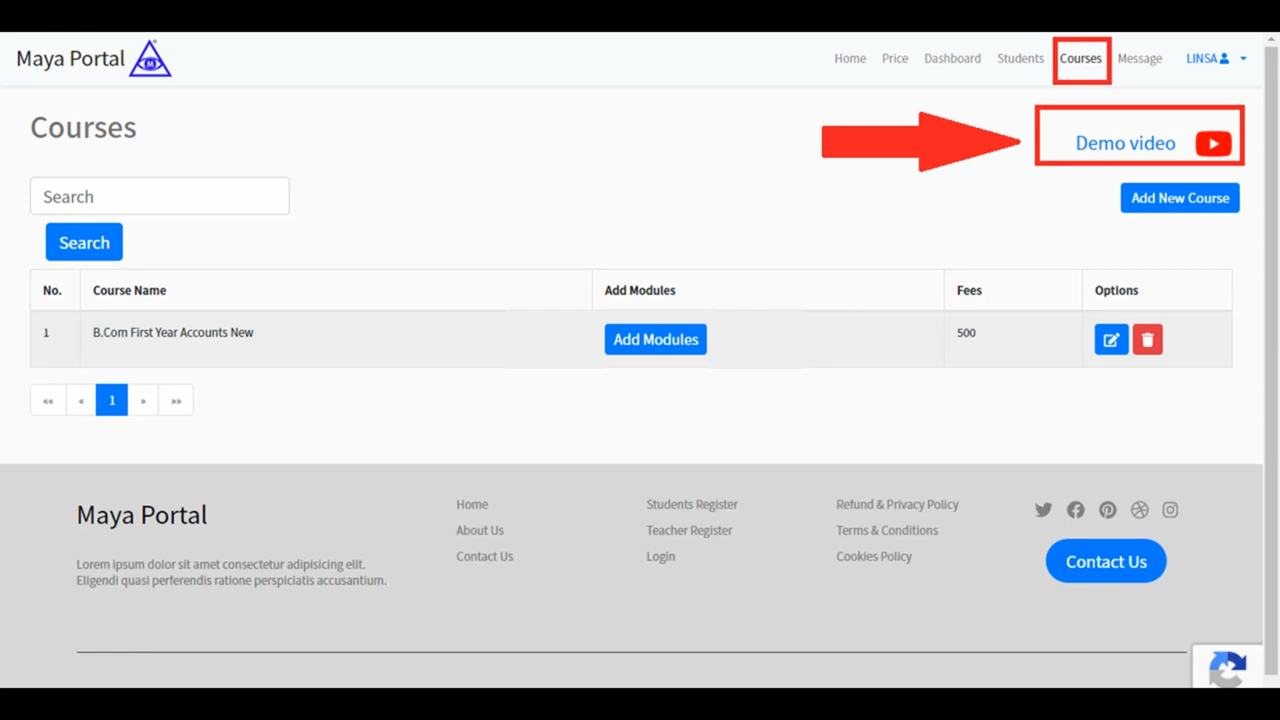 Maya Portal
Home Price Dashboard Students Courses Message LINSA
Courses
Demo video
Search
Add New Course
Search
No. Course Name Add Modules Fees Options
1 B.Com First Year Accounts New Add Modules 500
«« « 1 » »»
Maya Portal
Lorem ipsum dolor sit amet consectetur adipisicing elit.
Eligendi quasi perferendis ratione perspiciatis accusantium.
Home
About Us
Contact Us
Students Register
Teacher Register
Login
Refund & Privacy Policy
Terms & Conditions
Cookies Policy
Contact Us